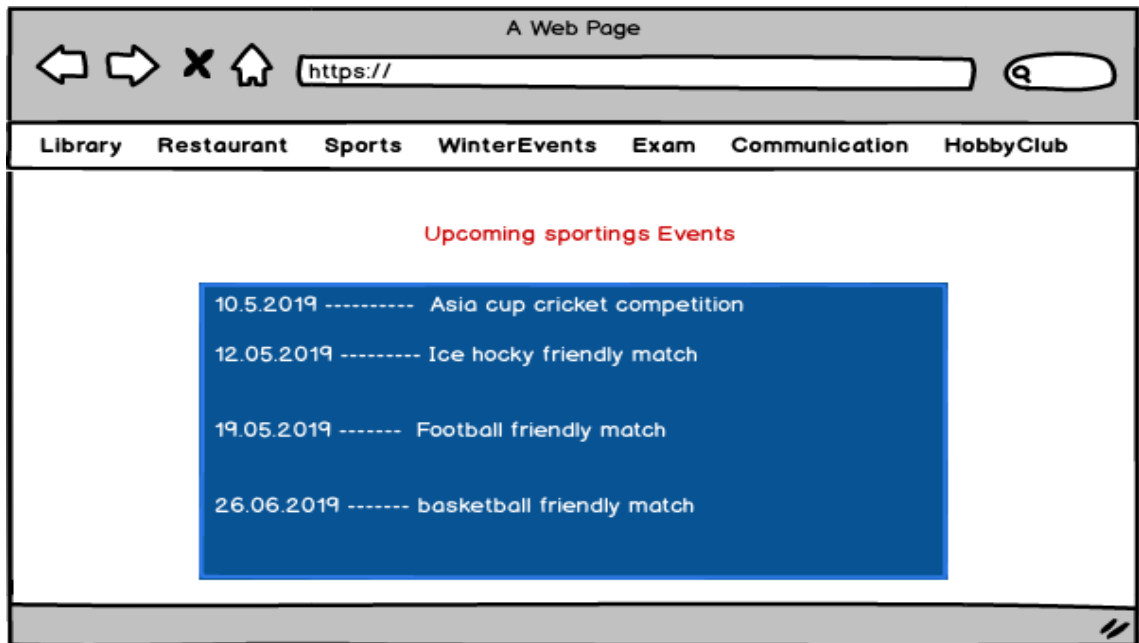 A Web Page
https://
Library Restaurant Sports WinterEvents Exam Communication HobbyClub
Upcoming sportings Events
10.5.2019 ---------- Asia cup cricket competition
12.05.2019 --------- Ice hocky friendly match
19.05.2019 ------- Football friendly match
26.06.2019 ------- basketball friendly match